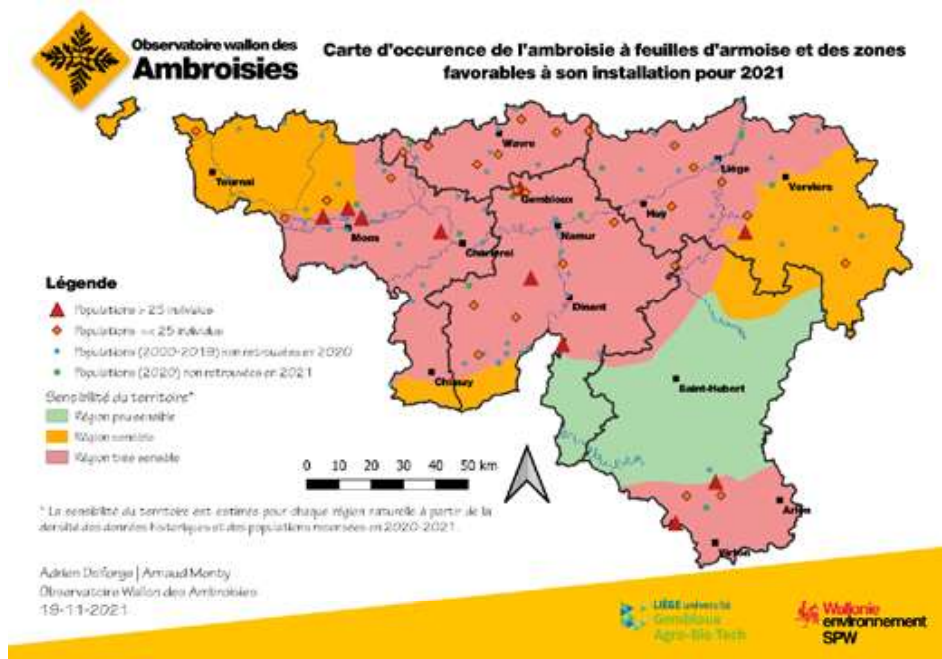 Observatoire wallon des
Ambroisies
Carte d'occurence de l'ambroisie à feuilles d'armoise et des zones
favorables à son installation pour 2021
Wavre
Tournai
Liège
Verviers
Gembloux
Huy
Mons
Namur
Charleroi
Dinant
Chimay
Saint-Hubert
Arlon
Virton
Légende
Populations > 25 individus
Populations =< 25 individus
Populations (2000-2019) non retrouvées en 2020
Populations (2020) non retrouvées en 2021
Sensibilité du territoire*
Région peu sensible
Région sensible
Région très sensible
0 10 20 30 40 50 km
* La sensibilité du territoire est estimée pour chaque région naturelle à partir de la
densité des données historiques et des populations recensées en 2020-2021.
Adrien Delforge | Arnaud Monty
Observatoire Wallon des Ambroisies
19-11-2021
LIÈGE université
Gembloux
Agro-Bio Tech
Wallonie
environnement
SPW